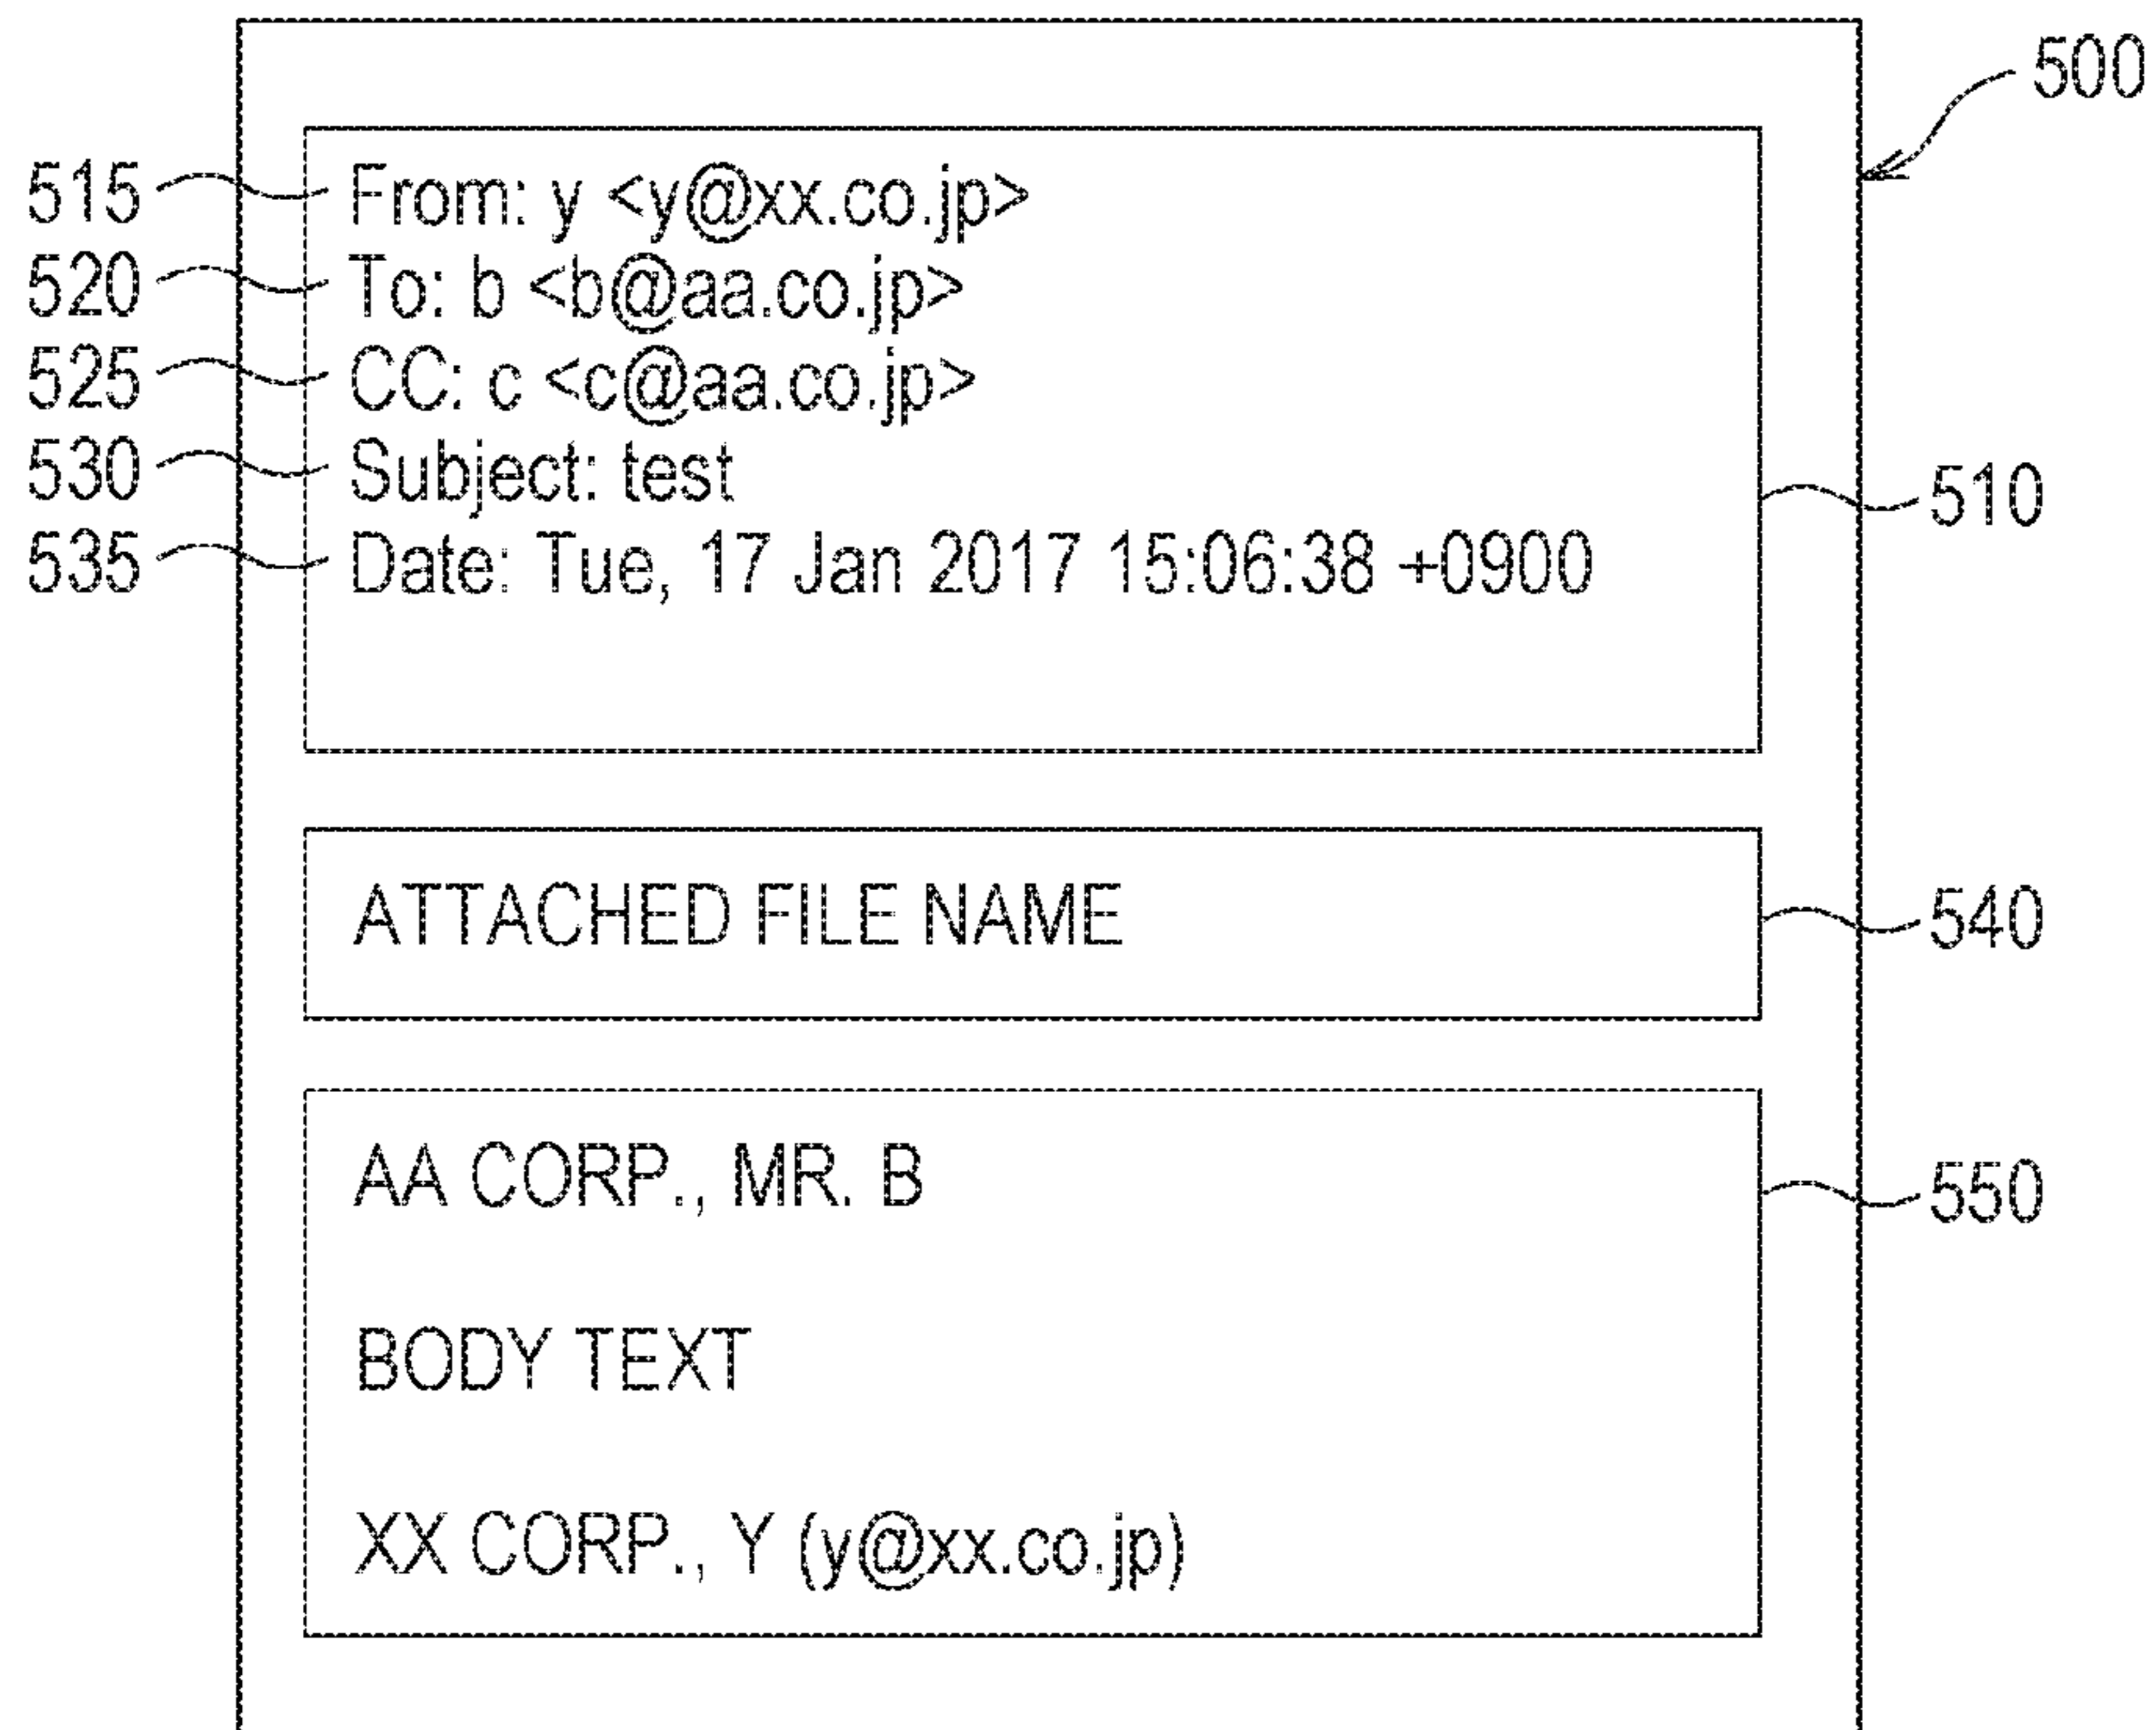 500
515 From: y <y@xx.co.jp>
520 To: b <b@aa.co.jp>
525 CC: c <c@aa.co.jp>
530 Subject: test 510
535 Date: Tue, 17 Jan 2017 15:06:38 +0900
ATTACHED FILE NAME 540
AA CORP., MR. B 550
BODY TEXT
XX CORP., Y (y@xx.co.jp)